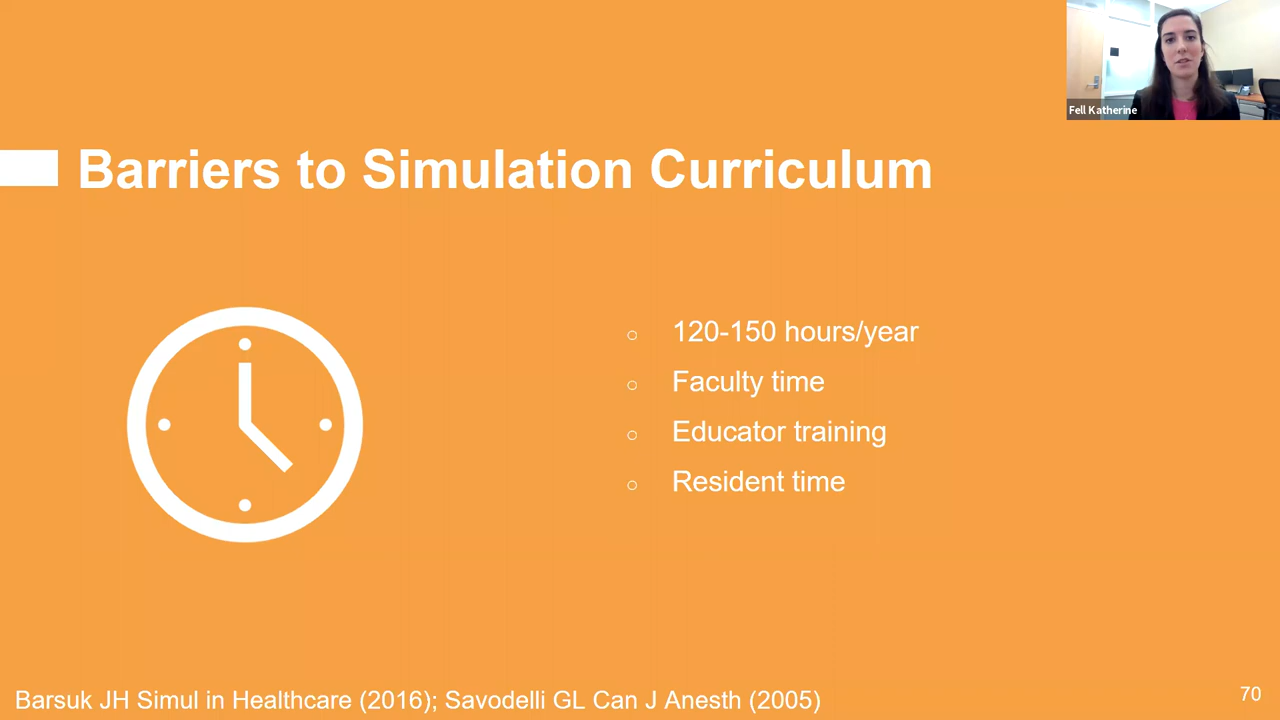 Fell Katherine
Barriers to Simulation Curriculum
120-150 hours/year
Faculty time
Educator training
Resident time
Barsuk JH Simul in Healthcare (2016); Savodelli GL Can J Anesth (2005)
70